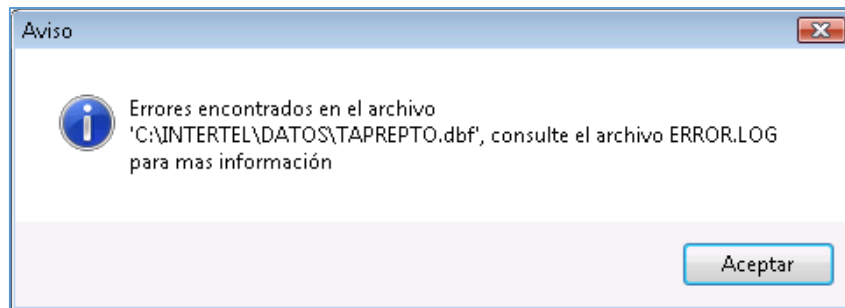 Aviso
Errores encontrados en el archivo
'C:\INTERTEL\DATOS\TAPREPTO.dbf', consulte el archivo ERROR.LOG
para mas información
Aceptar